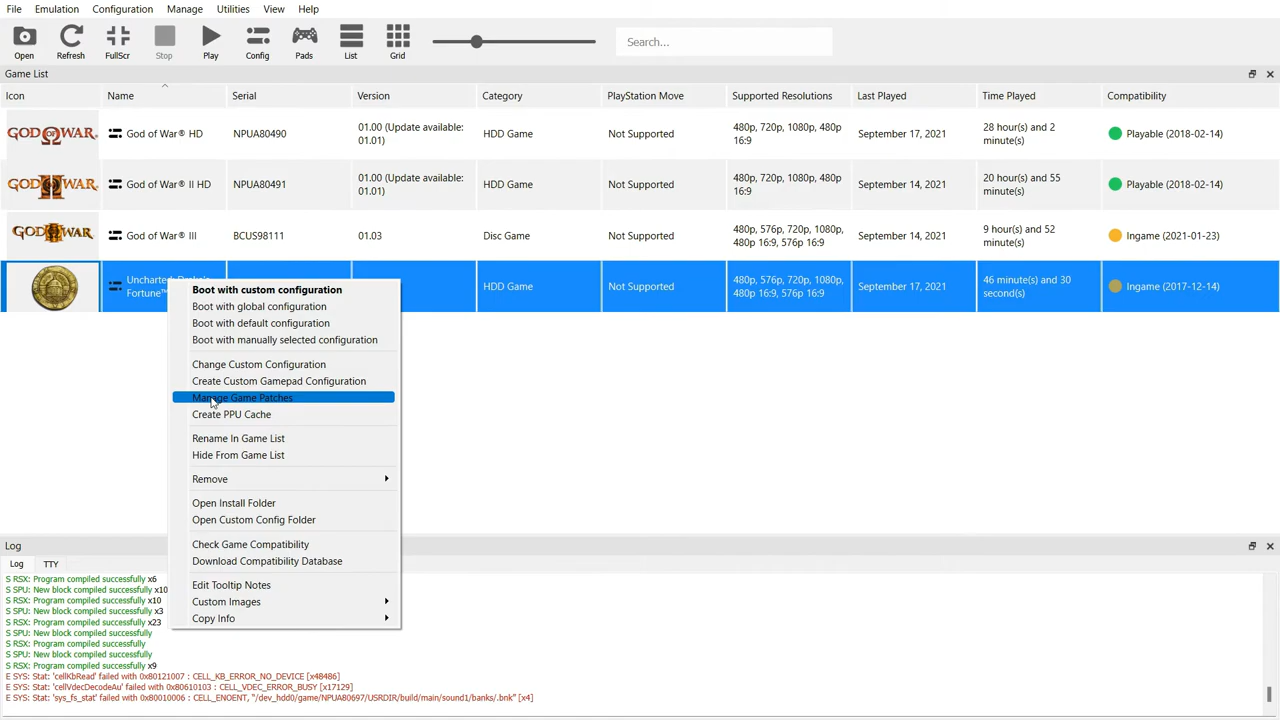 File Emulation Configuration Manage Utilities View Help
Open Refresh FullScr Stop Play Config Pads List Grid Search...
Game List
Icon Name Serial Version Category PlayStation Move Supported Resolutions Last Played Time Played Compatibility
GOD OF WAR God of War® HD NPUA80490 01.00 (Update available: 01.01) HDD Game Not Supported 480p, 720p, 1080p, 480p 16:9 September 17, 2021 28 hour(s) and 2 minute(s) Playable (2018-02-14)
GOD OF WAR II God of War® II HD NPUA80491 01.00 (Update available: 01.01) HDD Game Not Supported 480p, 720p, 1080p, 480p 16:9 September 14, 2021 20 hour(s) and 55 minute(s) Playable (2018-02-14)
GOD OF WAR III God of War® III BCUS98111 01.03 Disc Game Not Supported 480p, 576p, 720p, 1080p, 480p 16:9, 576p 16:9 September 14, 2021 9 hour(s) and 52 minute(s) Ingame (2021-01-23)
Uncharted: Drake's Fortune™ HDD Game Not Supported 480p, 576p, 720p, 1080p, 480p 16:9, 576p 16:9 September 17, 2021 46 minute(s) and 30 second(s) Ingame (2017-12-14)
Boot with custom configuration
Boot with global configuration
Boot with default configuration
Boot with manually selected configuration
Change Custom Configuration
Create Custom Gamepad Configuration
Manage Game Patches
Create PPU Cache
Rename In Game List
Hide From Game List
Remove
Open Install Folder
Open Custom Config Folder
Check Game Compatibility
Download Compatibility Database
Edit Tooltip Notes
Custom Images
Copy Info
Log
Log TTY
S RSX: Program compiled successfully x6
S SPU: New block compiled successfully x10
S RSX: Program compiled successfully x10
S SPU: New block compiled successfully x3
S RSX: Program compiled successfully x23
S SPU: New block compiled successfully
S RSX: Program compiled successfully
S SPU: New block compiled successfully
S RSX: Program compiled successfully x9
E SYS: Stat: 'cellKbRead' failed with 0x80121007 : CELL_KB_ERROR_NO_DEVICE [x48486]
E SYS: Stat: 'cellVdecDecodeAu' failed with 0x80610103 : CELL_VDEC_ERROR_BUSY [x17129]
E SYS: Stat: 'sys_fs_stat' failed with 0x80010006 : CELL_ENOENT, "/dev_hdd0/game/NPUA80697/USRDIR/build/main/sound1/banks/.bnk" [x4]